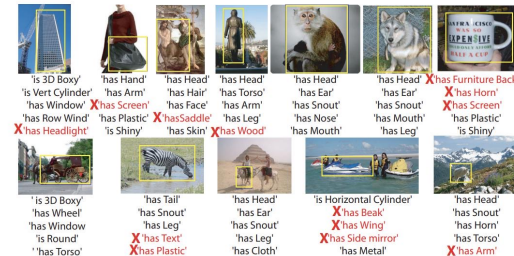 SAN FRANCISCO
WAS SO
EXPENSIVE
HALF A CUP
'is 3D Boxy'
'is Vert Cylinder'
'has Window'
'has Row Wind'
X 'has Headlight'
'has Hand'
'has Arm'
X 'has Screen'
'has Plastic'
'is Shiny'
'has Head'
'has Hair'
'has Face'
X 'hasSaddle'
'has Skin'
'has Head'
'has Torso'
'has Arm'
'has Leg'
X 'has Wood'
'has Head'
'has Ear'
'has Snout'
'has Nose'
'has Mouth'
'has Head'
'has Ear'
'has Snout'
'has Mouth'
'has Leg'
X 'has Furniture Back'
X 'has Horn'
X 'has Screen'
'has Plastic'
'is Shiny'
' is 3D Boxy'
'has Wheel'
'has Window
'is Round'
' 'has Torso'
'has Tail'
'has Snout'
'has Leg'
X 'has Text'
X 'has Plastic'
'has Head'
'has Ear'
'has Snout'
'has Leg'
'has Cloth'
'is Horizontal Cylinder'
X 'has Beak'
X 'has Wing'
X 'has Side mirror'
'has Metal'
'has Head'
'has Snout'
'has Horn'
'has Torso'
X 'has Arm'